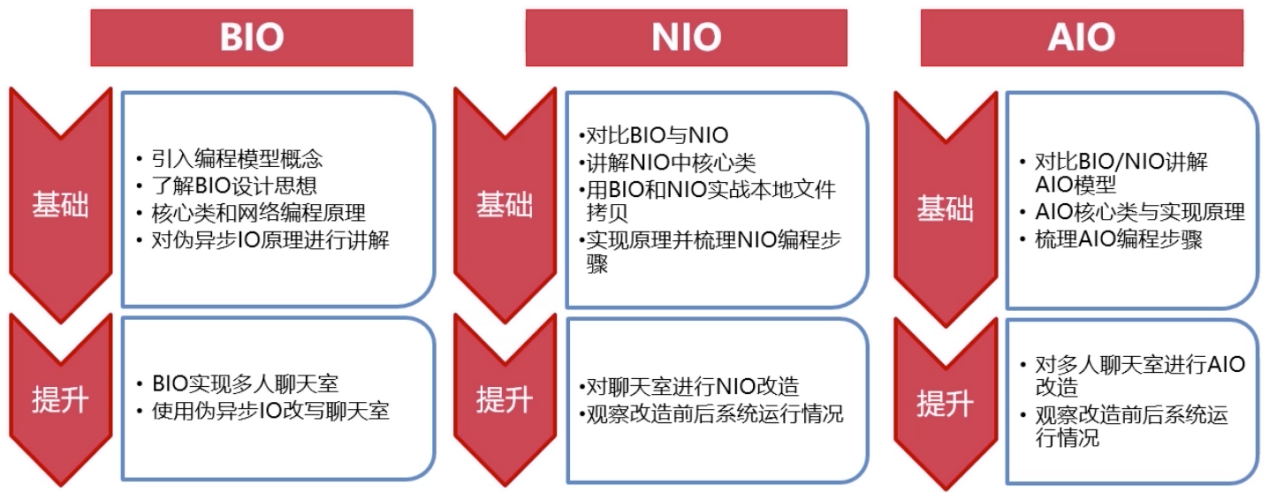 BIO
基础
• 引入编程模型概念
• 了解BIO设计思想
• 核心类和网络编程原理
• 对伪异步IO原理进行讲解
提升
• BIO实现多人聊天室
• 使用伪异步IO改写聊天室
NIO
基础
•对比BIO与NIO
•讲解NIO中核心类
•用BIO和NIO实战本地文件
拷贝
•实现原理并梳理NIO编程步
骤
提升
•对聊天室进行NIO改造
•观察改造前后系统运行情况
AIO
基础
• 对比BIO/NIO讲解
AIO模型
• AIO核心类与实现原理
• 梳理AIO编程步骤
提升
• 对多人聊天室进行AIO
改造
• 观察改造前后系统运
行情况